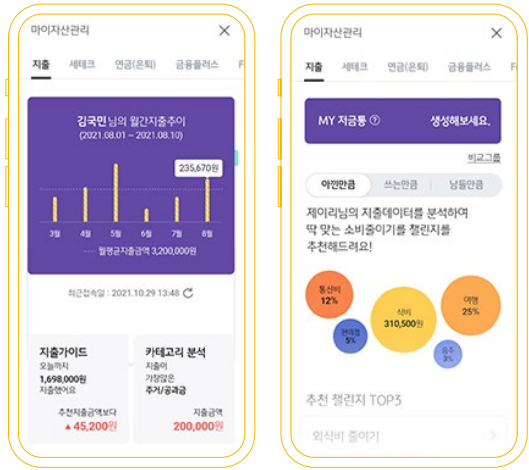 마이자산관리
지출 세테크 연금(은퇴) 금융플러스 F
김국민 님의 월간지출추이
(2021.08.01 ~ 2021.08.10)
235,670원
3월 4월 5월 6월 7월 8월
월평균지출금액 3,200,000원
최근접속일 : 2021.10.29 13:48
지출가이드
오늘까지
1,698,000원
지출했어요
추천지출금액보다
▲ 45,200원
카테고리 분석
지출이
가장많은
주거/공과금
지출금액
200,000원
마이자산관리
지출 세테크 연금(은퇴) 금융플러스 F
MY 저금통 ? 생성해보세요.
비교그룹
아낀만큼 쓰는만큼 남들만큼
제이리님의 지출데이터를 분석하여
딱 맞는 소비줄이기를 챌린지를
추천해드려요!
통신비
12%
편의점
5%
식비
310,500원
여행
25%
음주
3%
추천 챌린지 TOP3
외식비 줄이기